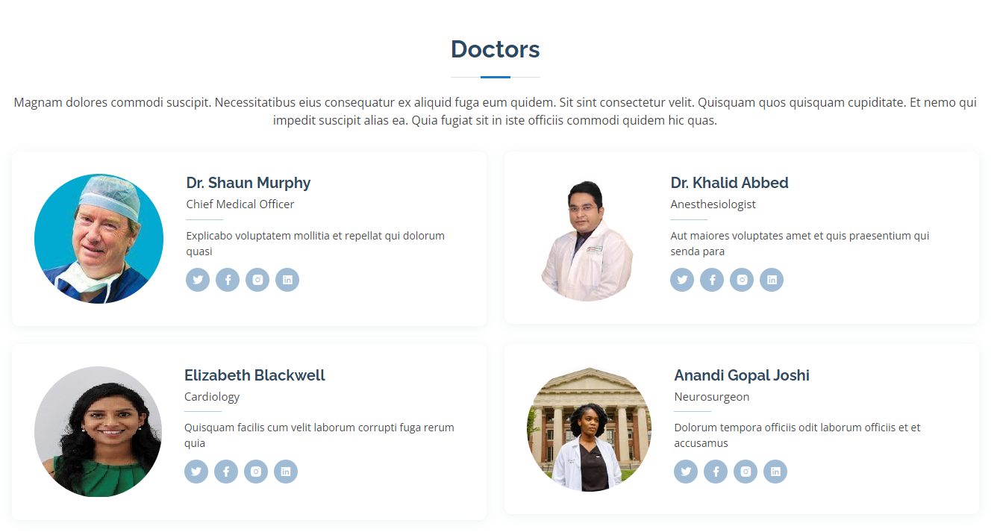 Doctors
Magnam dolores commodi suscipit. Necessitatibus eius consequatur ex aliquid fuga eum quidem. Sit sint consectetur velit. Quisquam quos quisquam cupiditate. Et nemo qui
impedit suscipit alias ea. Quia fugiat sit in iste officiis commodi quidem hic quas.
Dr. Shaun Murphy
Chief Medical Officer
Explicabo voluptatem mollitia et repellat qui dolorum
quasi
Dr. Khalid Abbed
Anesthesiologist
Aut maiores voluptates amet et quis praesentium qui
senda para
Elizabeth Blackwell
Cardiology
Quisquam facilis cum velit laborum corrupti fuga rerum
quia
Anandi Gopal Joshi
Neurosurgeon
Dolorum tempora officiis odit laborum officiis et et
accusamus